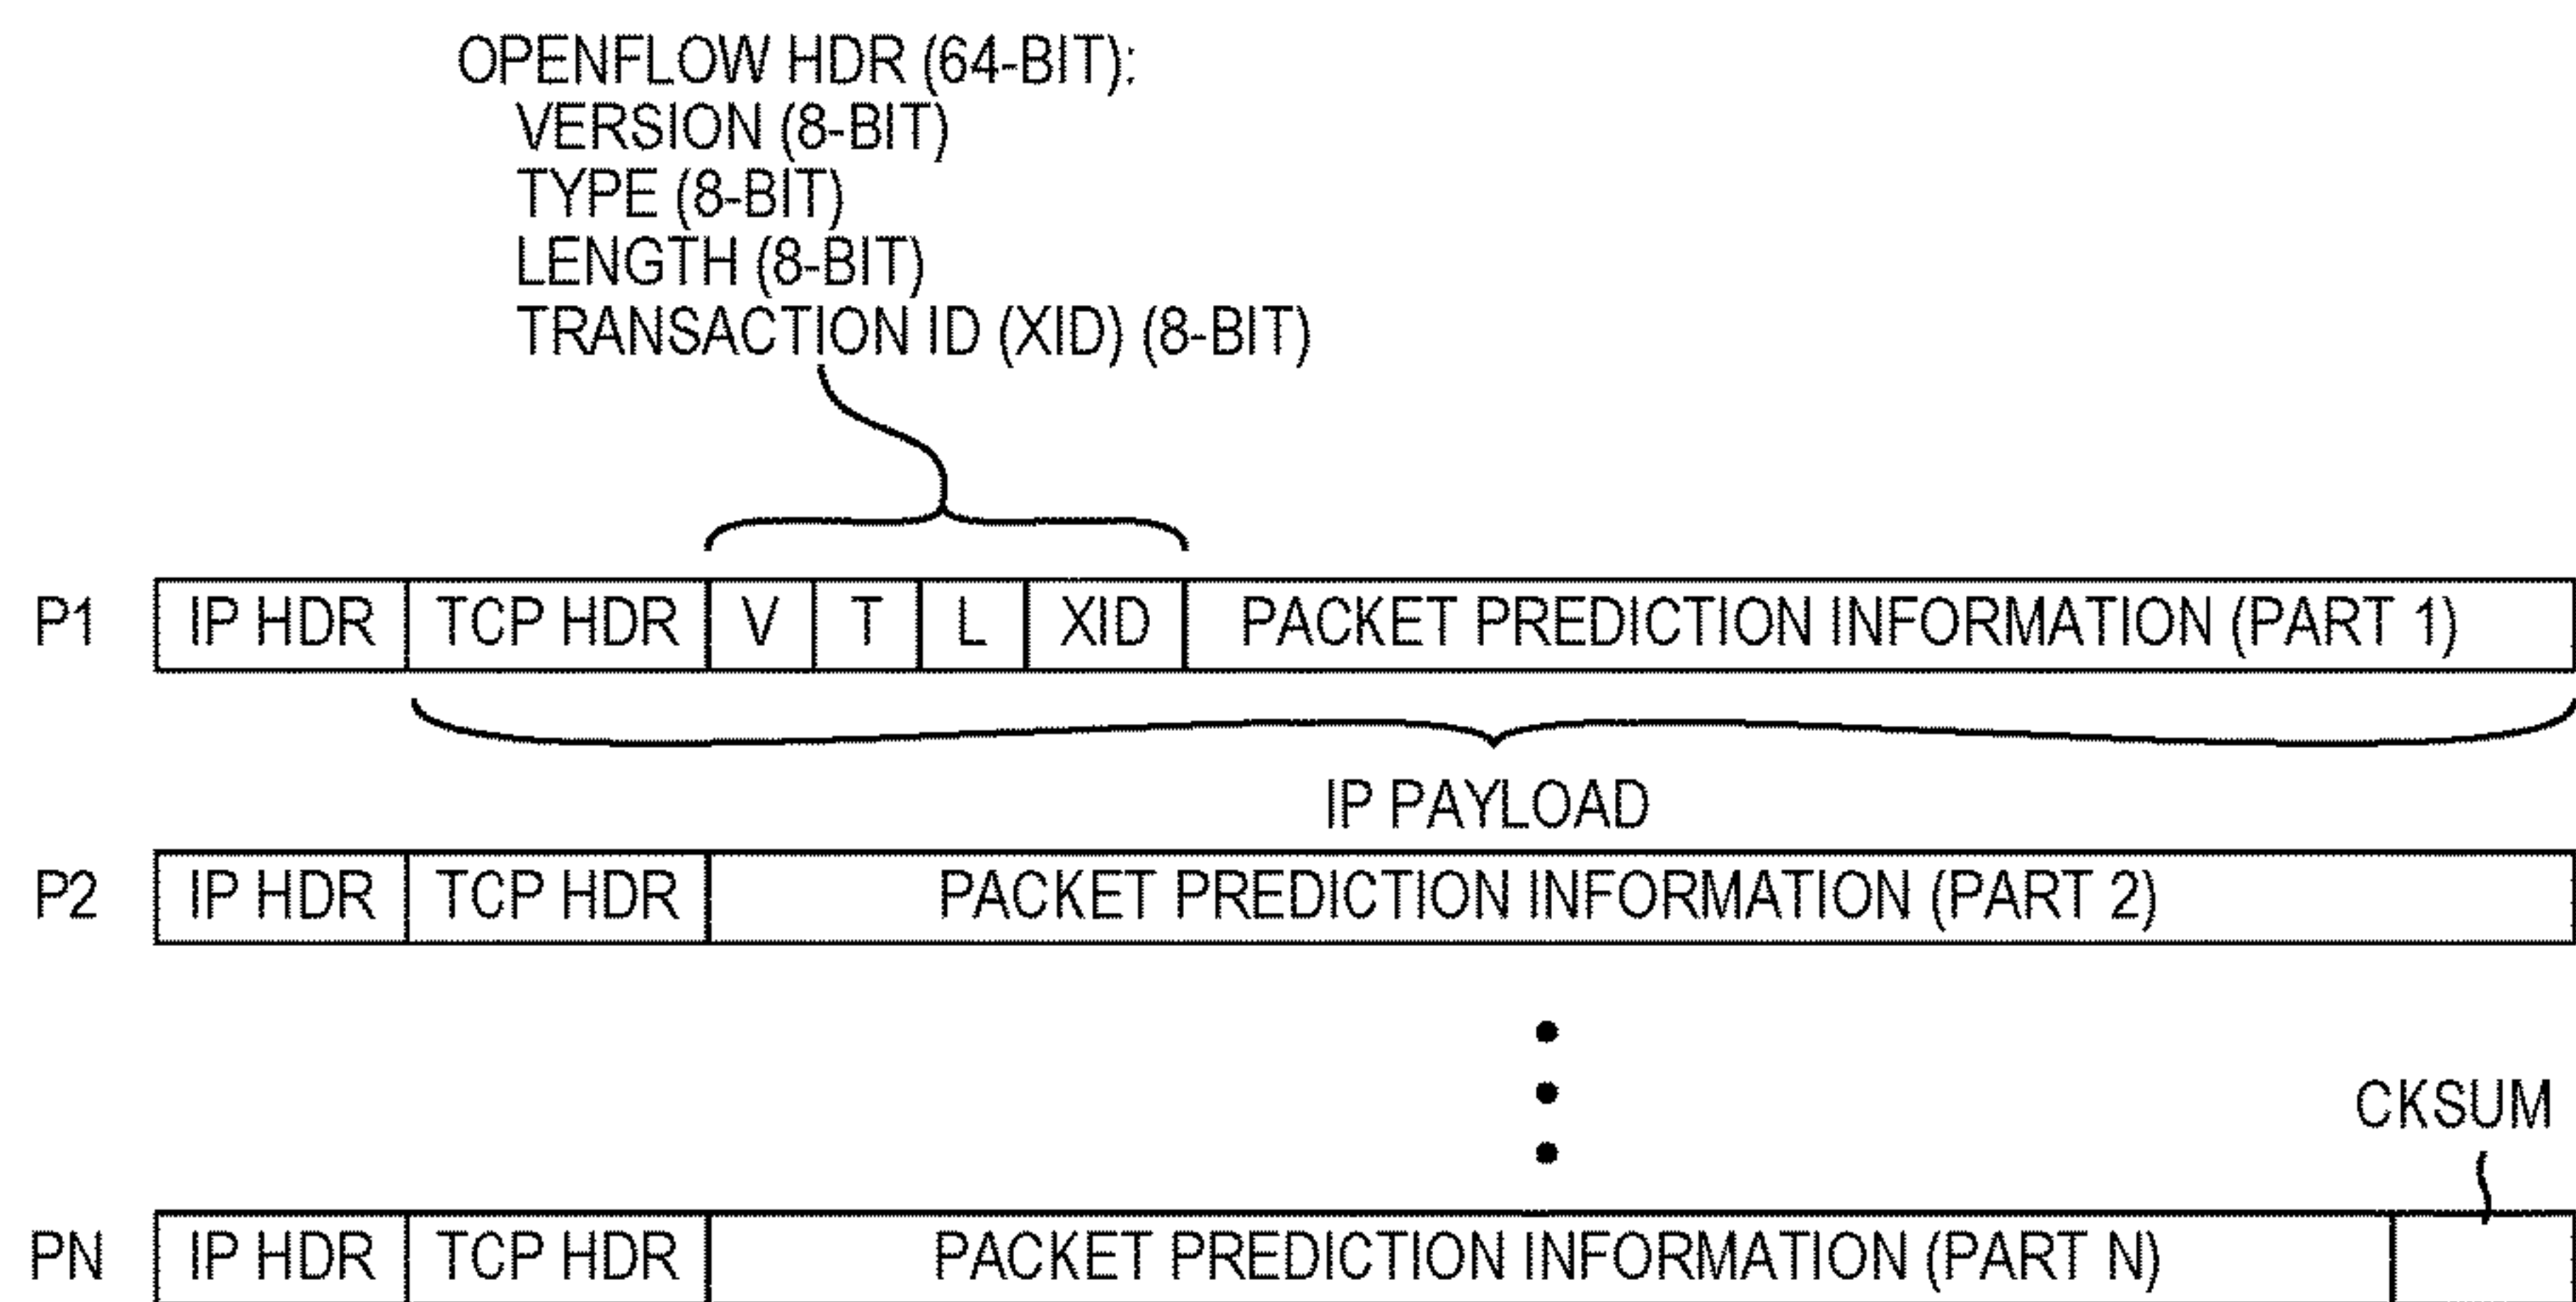 OPENFLOW HDR (64-BIT):
VERSION (8-BIT)
TYPE (8-BIT)
LENGTH (8-BIT)
TRANSACTION ID (XID) (8-BIT)
P1 IP HDR TCP HDR V T L XID PACKET PREDICTION INFORMATION (PART 1)
IP PAYLOAD
P2 IP HDR TCP HDR PACKET PREDICTION INFORMATION (PART 2)
CKSUM
PN IP HDR TCP HDR PACKET PREDICTION INFORMATION (PART N)